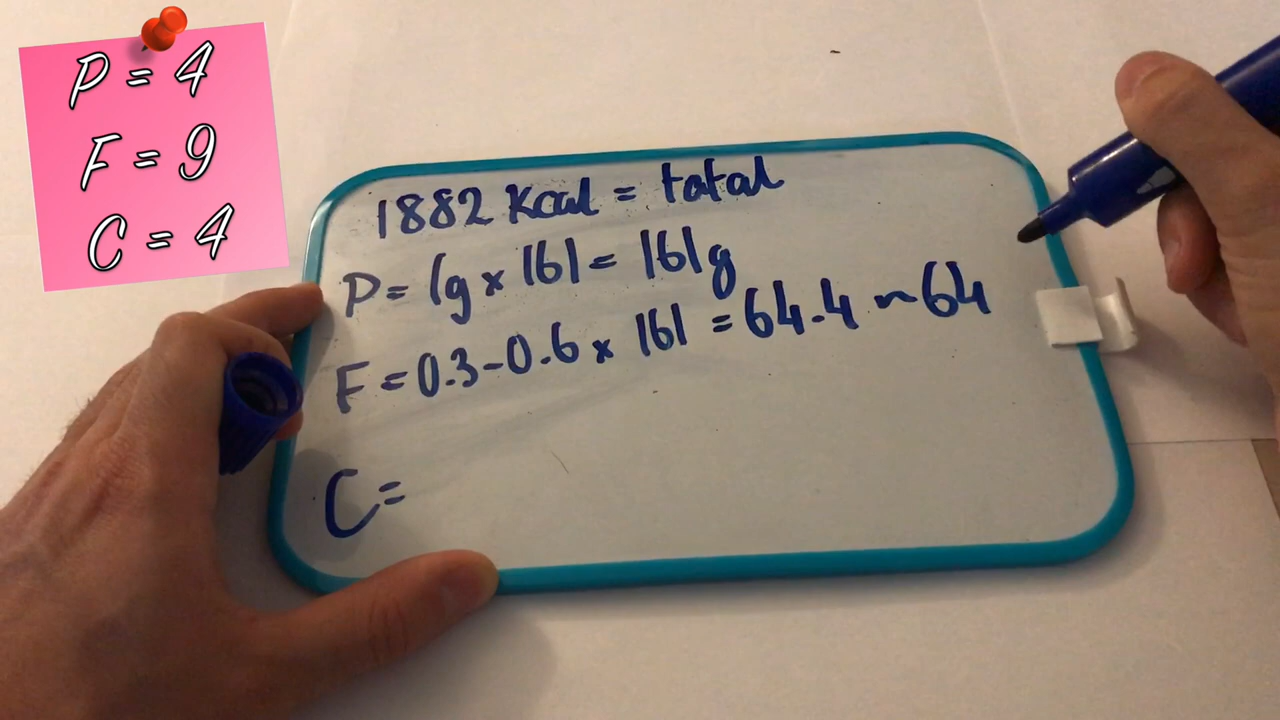 P = 4
F = 9
C = 4
1882 Kcal = total
P = 1g x 161 = 161g
F = 0.3-0.6 x 161 = 64.4 ~ 64
C =